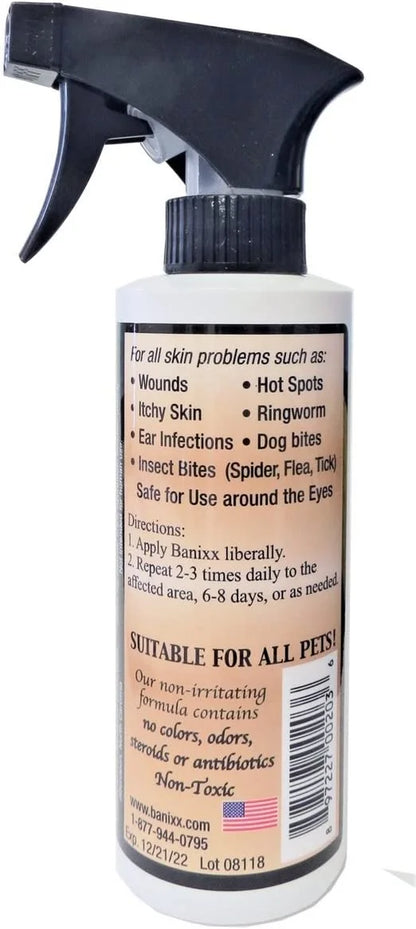 For all skin problems such as:
• Wounds • Hot Spots
• Itchy Skin • Ringworm
• Ear Infections • Dog bites
• Insect Bites (Spider, Flea, Tick)
Safe for Use around the Eyes
Directions:
1. Apply Banixx liberally.
2. Repeat 2-3 times daily to the
affected area, 6-8 days, or as needed.
SUITABLE FOR ALL PETS!
Our non-irritating
formula contains
no colors, odors,
steroids or antibiotics
Non-Toxic
www.banixx.com
1-877-944-0795
Exp. 12/21/22 Lot 08118
8 97227 00203 6